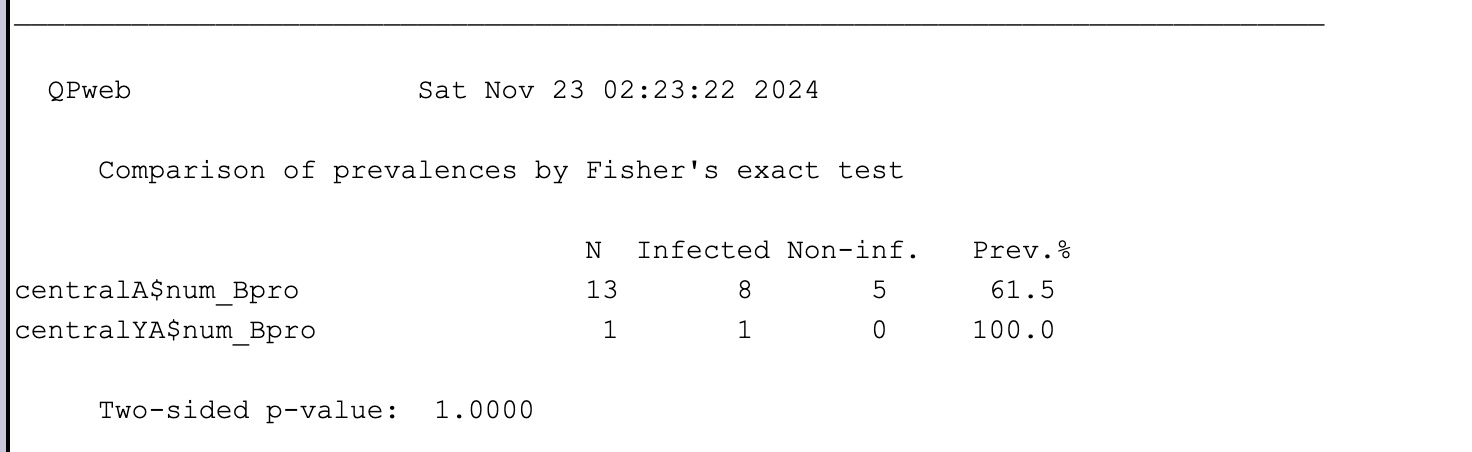 QPweb Sat Nov 23 02:23:22 2024
Comparison of prevalences by Fisher's exact test
N Infected Non-inf. Prev.%
centralA$num_Bpro 13 8 5 61.5
centralYA$num_Bpro 1 1 0 100.0
Two-sided p-value: 1.0000